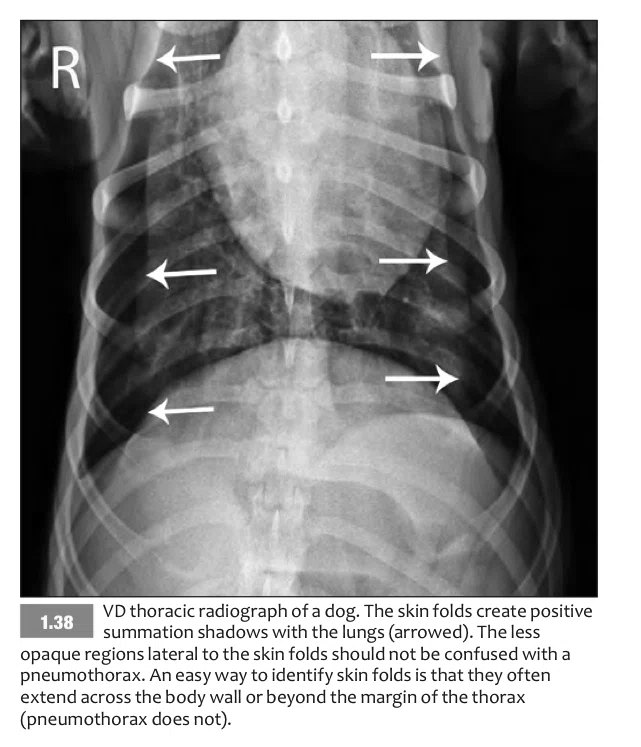 R
1.38 VD thoracic radiograph of a dog. The skin folds create positive
summation shadows with the lungs (arrowed). The less
opaque regions lateral to the skin folds should not be confused with a
pneumothorax. An easy way to identify skin folds is that they often
extend across the body wall or beyond the margin of the thorax
(pneumothorax does not).